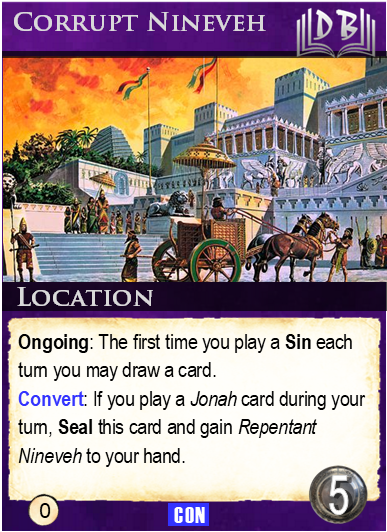 CORRUPT NINEVEH
DB
LOCATION
Ongoing: The first time you play a Sin each
turn you may draw a card.
Convert: If you play a Jonah card during your
turn, Seal this card and gain Repentant
Nineveh to your hand.
0
CON
5